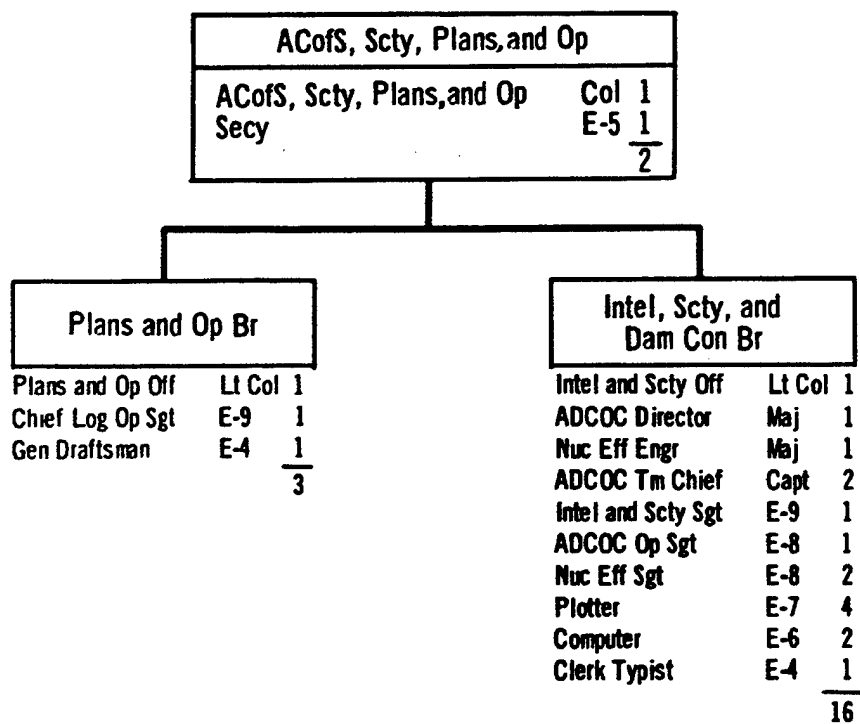 ACofS, Scty, Plans, and Op
ACofS, Scty, Plans, and Op Col 1
Secy E-5 1
2
Plans and Op Br
Plans and Op Off Lt Col 1
Chief Log Op Sgt E-9 1
Gen Draftsman E-4 1
3
Intel, Scty, and
Dam Con Br
Intel and Scty Off Lt Col 1
ADCOC Director Maj 1
Nuc Eff Engr Maj 1
ADCOC Tm Chief Capt 2
Intel and Scty Sgt E-9 1
ADCOC Op Sgt E-8 1
Nuc Eff Sgt E-8 2
Plotter E-7 4
Computer E-6 2
Clerk Typist E-4 1
16